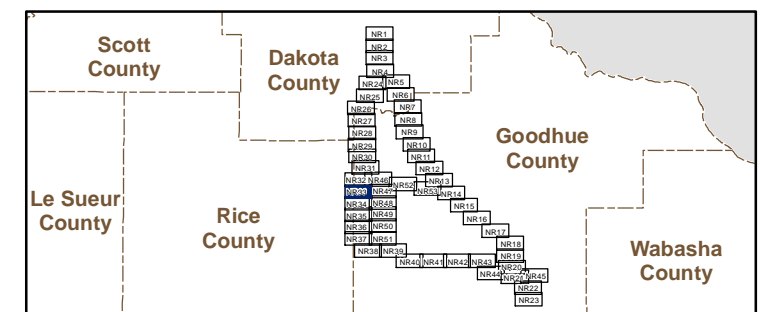 Scott
County
Dakota
County
Goodhue
County
Le Sueur
County
Rice
County
Wabasha
County
NR1
NR2
NR3
NR4
NR24 NR5
NR25 NR6
NR26 NR7
NR27 NR8
NR28 NR9
NR29 NR10
NR30 NR11
NR31 NR12
NR32 NR46 NR52 NR13
NR33 NR47 NR53 NR14
NR34 NR48 NR15
NR35 NR49 NR16
NR36 NR50 NR17
NR37 NR51 NR18
NR38 NR39 NR19
NR40 NR41 NR42 NR43 NR20
NR44 NR21 NR45
NR22
NR23